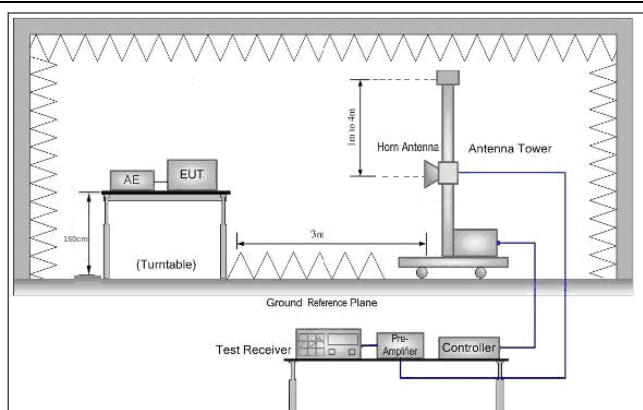 1m to 4m
Horn Antenna
Antenna Tower
AE
EUT
150cm
(Turntable)
3m
Ground Reference Plane
Test Receiver
Pre-
Amplifier
Controller